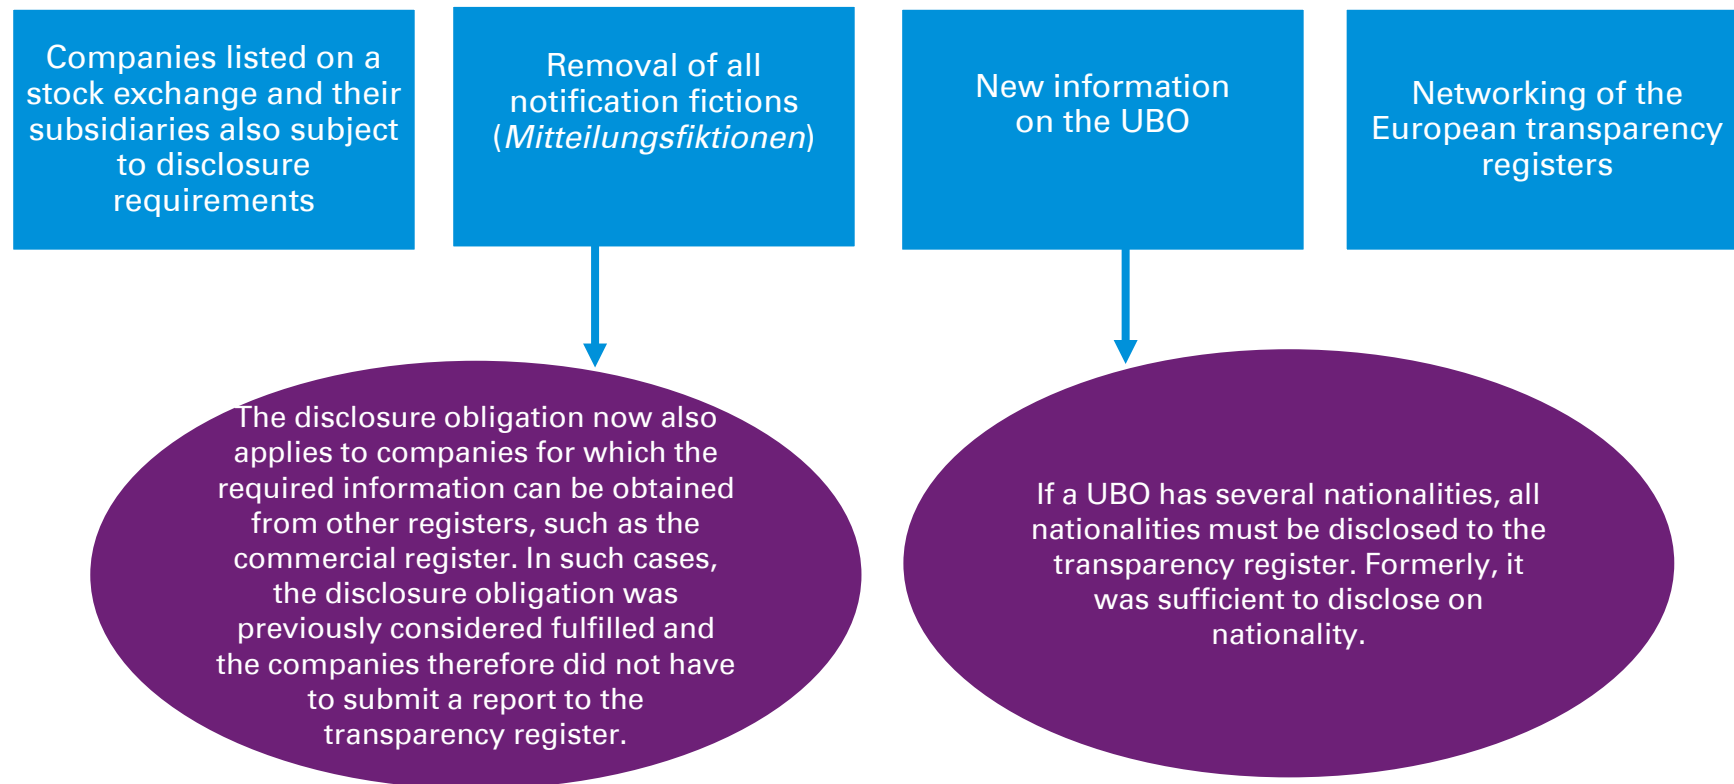 Companies listed on a
stock exchange and their
subsidiaries also subject
to disclosure
requirements
Removal of all
notification fictions
(Mitteilungsfiktionen)
New information
on the UBO
Networking of the
European transparency
registers
The disclosure obligation now also
applies to companies for which the
required information can be obtained
from other registers, such as the
commercial register. In such cases,
the disclosure obligation was
previously considered fulfilled and
the companies therefore did not have
to submit a report to the
transparency register.
If a UBO has several nationalities, all
nationalities must be disclosed to the
transparency register. Formerly, it
was sufficient to disclose on
nationality.